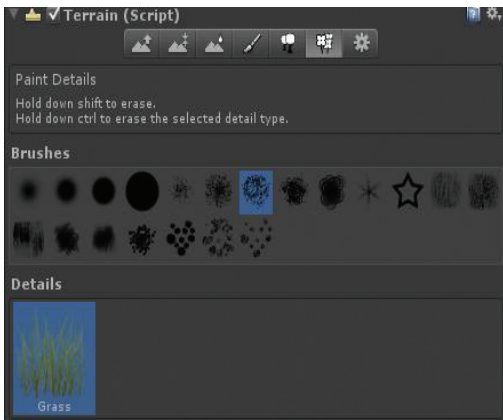 Terrain (Script)
Paint Details
Hold down shift to erase.
Hold down ctrl to erase the selected detail type.
Brushes
Details
Grass